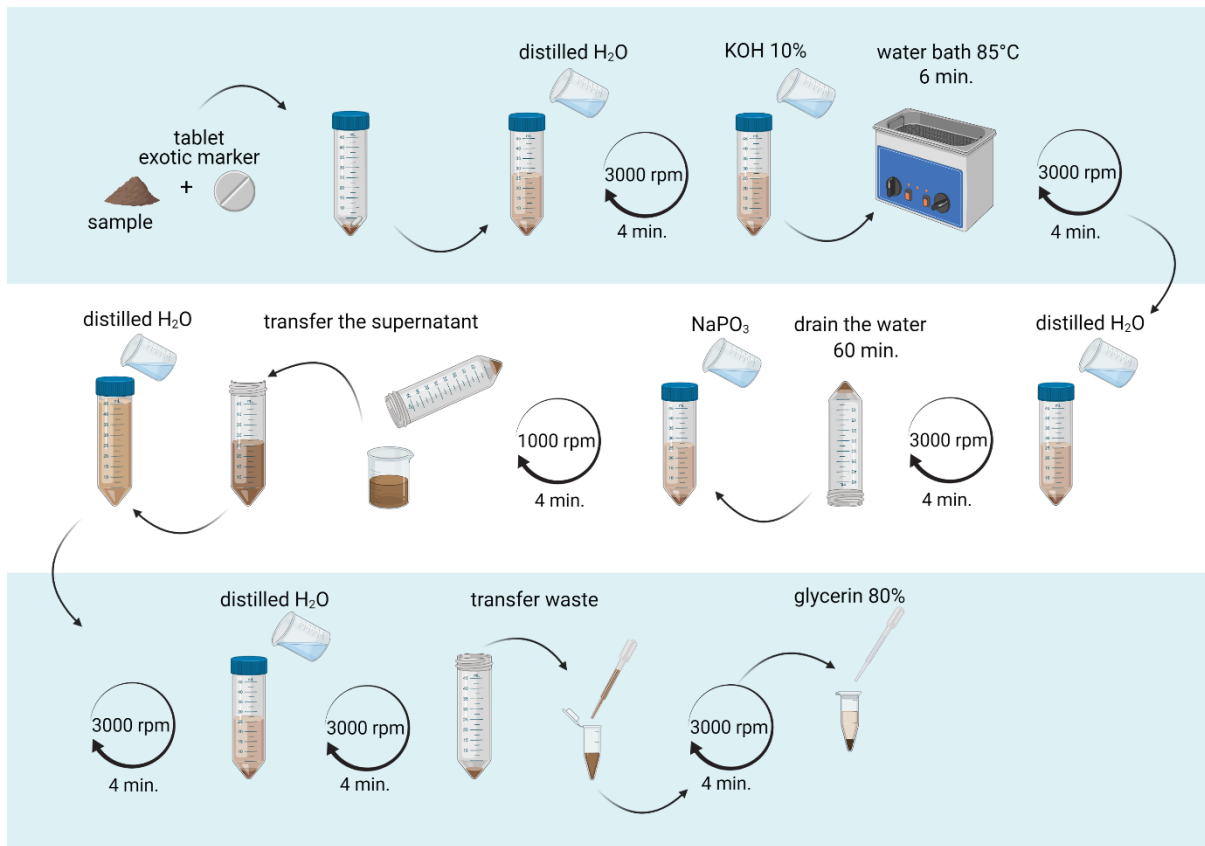 distilled H₂O
KOH 10%
water bath 85°C
6 min.
tablet
exotic marker
+
sample
3000 rpm
4 min.
3000 rpm
4 min.
distilled H₂O
transfer the supernatant
NaPO₃
drain the water
60 min.
distilled H₂O
1000 rpm
4 min.
3000 rpm
4 min.
distilled H₂O
transfer waste
glycerin 80%
3000 rpm
4 min.
3000 rpm
4 min.
3000 rpm
4 min.